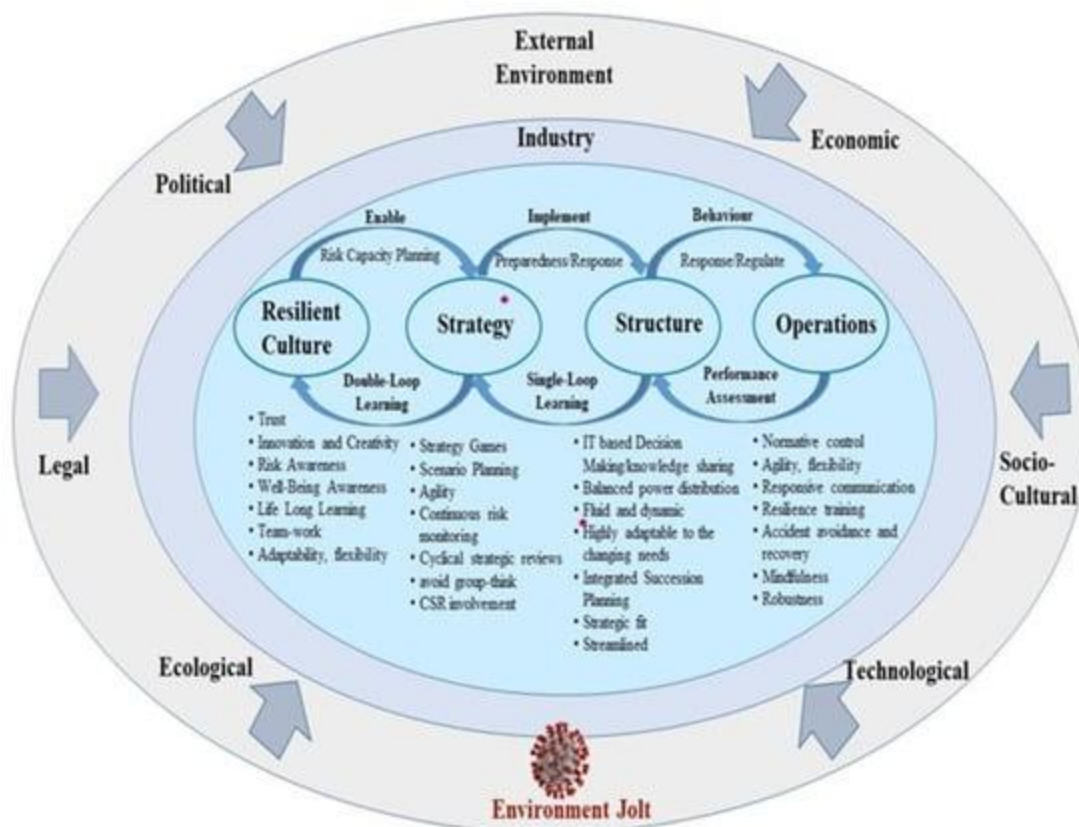 External
Environment
Industry
Political
Economic
Enable
Implement
Behaviour
Risk Capacity Planning
Preparedness/Response
Response/Regulate
Resilient
Culture
Strategy
Structure
Operations
Double-Loop
Learning
Single-Loop
Learning
Performance
Assessment
Legal
Socio-
Cultural
• Trust
• Innovation and Creativity
• Risk Awareness
• Well-Being Awareness
• Life Long Learning
• Team-work
• Adaptability, flexibility
• Strategy Games
• Scenario Planning
• Agility
• Continuous risk
monitoring
• Cyclical strategic reviews
• avoid group-think
• CSR involvement
• IT based Decision
Making/knowledge sharing
• Balanced power distribution
• Fluid and dynamic
• Highly adaptable to the
changing needs
• Integrated Succession
Planning
• Strategic fit
• Streamlined
• Normative control
• Agility, flexibility
• Responsive communication
• Resilience training
• Accident avoidance and
recovery
• Mindfulness
• Robustness
Ecological
Technological
Environment Jolt